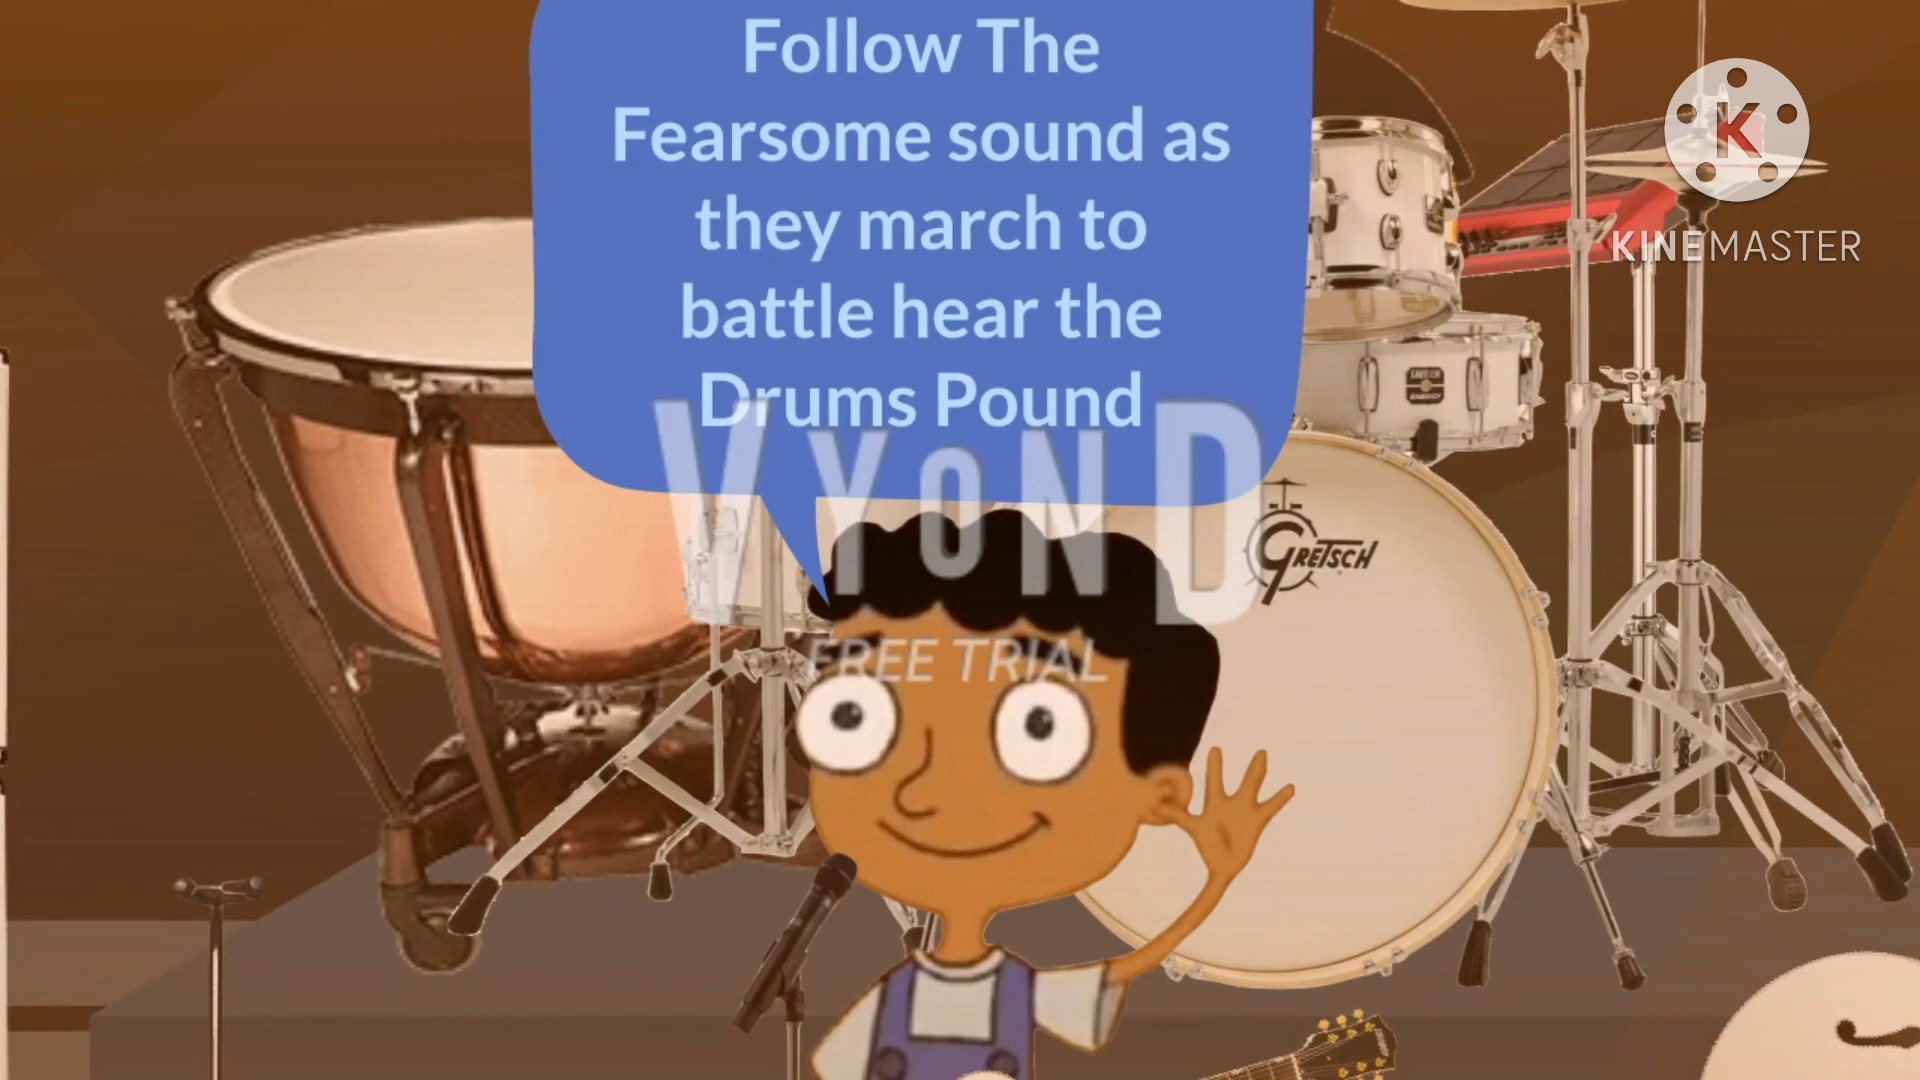 Follow The
Fearsome sound as
they march to
battle hear the
Drums Pound
K
KINEMASTER
VYOND
FREE TRIAL
GRETSCH